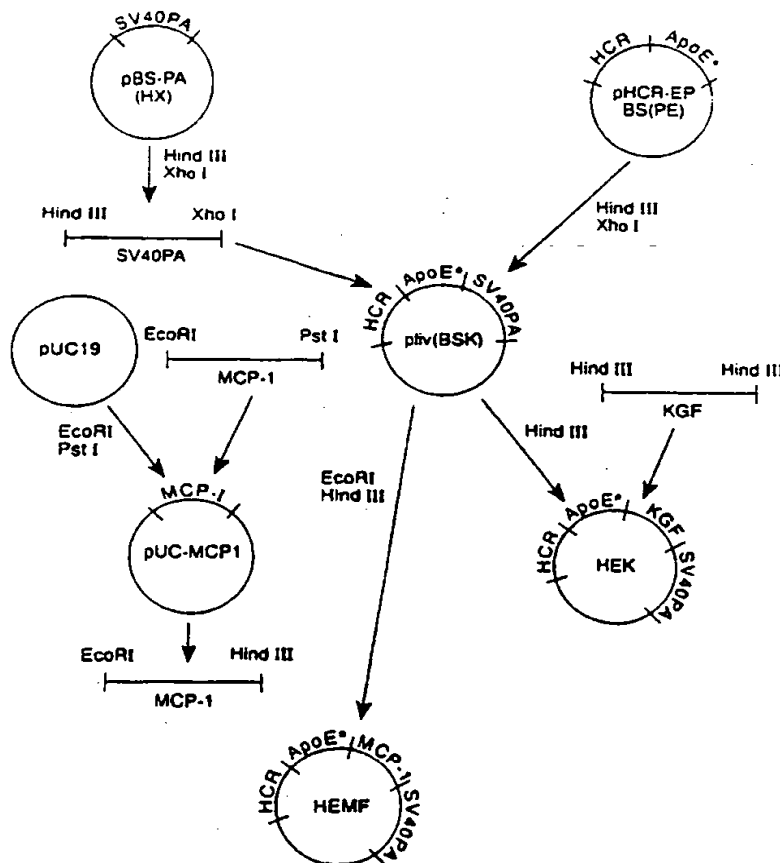 SV40PA
pBS-PA
(HX)
Hind III
Xho I
Hind III Xho I
SV40PA
HCR ApoE*
pHCR-EP
BS(PE)
Hind III
Xho I
HCR ApoE* SV40PA
pliv(BSK)
pUC19
EcoRI Pst I
MCP-1
EcoRI
Pst I
MCP-I
pUC-MCP1
EcoRI Hind III
MCP-1
EcoRI
Hind III
Hind III
Hind III Hind III
KGF
HCR ApoE* KGF SV40PA
HEK
HCR ApoE* MCP-1 SV40PA
HEMF